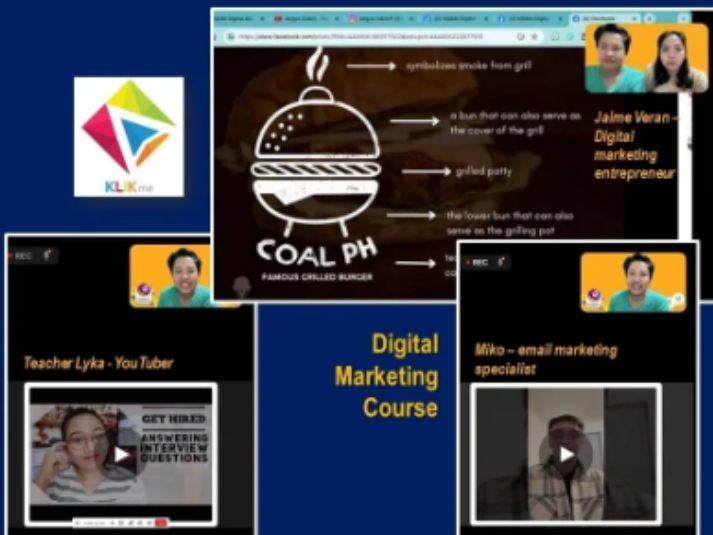 symbolizes smoke from grill
a bun that can also serve as
the cover of the grill
grilled patty
the lower bun that can also
serve as the grilling pot
COAL PH
FAMOUS GRILLED BURGER
Jaime Veran –
Digital
marketing
entrepreneur
KLIKme
REC
Teacher Lyka - YouTuber
GET HIRED
ANSWERING
INTERVIEW
QUESTIONS
Digital
Marketing
Course
REC
Miko – email marketing
specialist